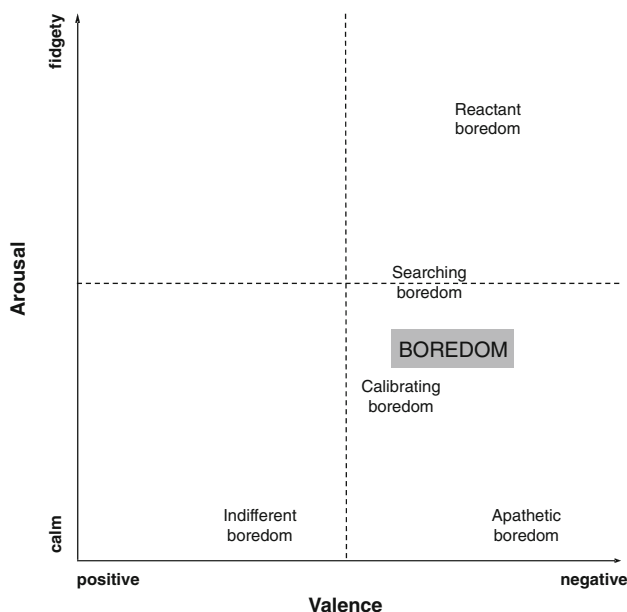 fidgety
Reactant
boredom
Arousal
Searching
boredom
BOREDOM
Calibrating
boredom
calm
Indifferent
boredom
Apathetic
boredom
positive
negative
Valence